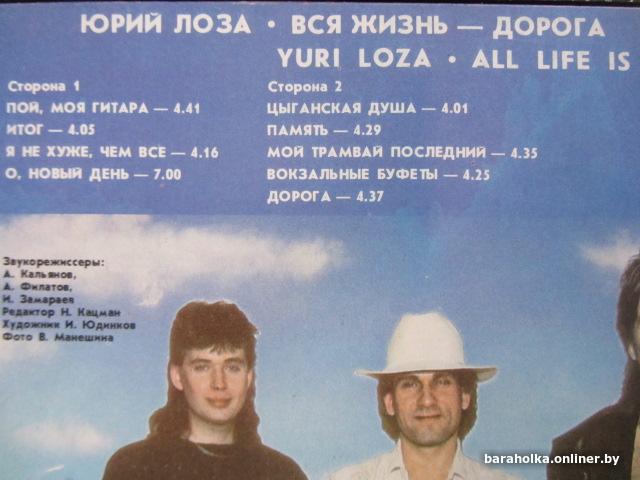 ЮРИЙ ЛОЗА • ВСЯ ЖИЗНЬ — ДОРОГА
YURI LOZA • ALL LIFE IS
Сторона 1
ПОЙ, МОЯ ГИТАРА — 4.41
ИТОГ — 4.05
Я НЕ ХУЖЕ, ЧЕМ ВСЕ — 4.16
О, НОВЫЙ ДЕНЬ — 7.00
Сторона 2
ЦЫГАНСКАЯ ДУША — 4.01
ПАМЯТЬ — 4.29
МОЙ ТРАМВАЙ ПОСЛЕДНИЙ — 4.35
ВОКЗАЛЬНЫЕ БУФЕТЫ — 4.25
ДОРОГА — 4.37
Звукорежиссеры:
А. Кальянов,
А. Филатов,
И. Замараев
Редактор Н. Кацман
Художник И. Юдинков
Фото В. Манешина
baraholka.onliner.by